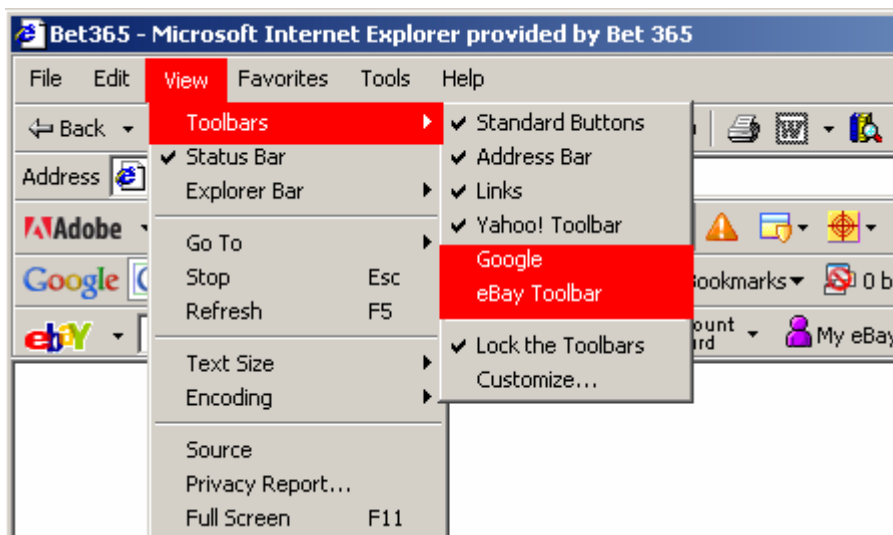 Bet365 - Microsoft Internet Explorer provided by Bet 365
File Edit View Favorites Tools Help
Back
Address
Adobe
Google
ebaY
Toolbars
Status Bar
Explorer Bar
Go To
Stop Esc
Refresh F5
Text Size
Encoding
Source
Privacy Report...
Full Screen F11
Standard Buttons
Address Bar
Links
Yahoo! Toolbar
Google
eBay Toolbar
Lock the Toolbars
Customize...
W
ookmarks
0 b
ount
rd
My eBay